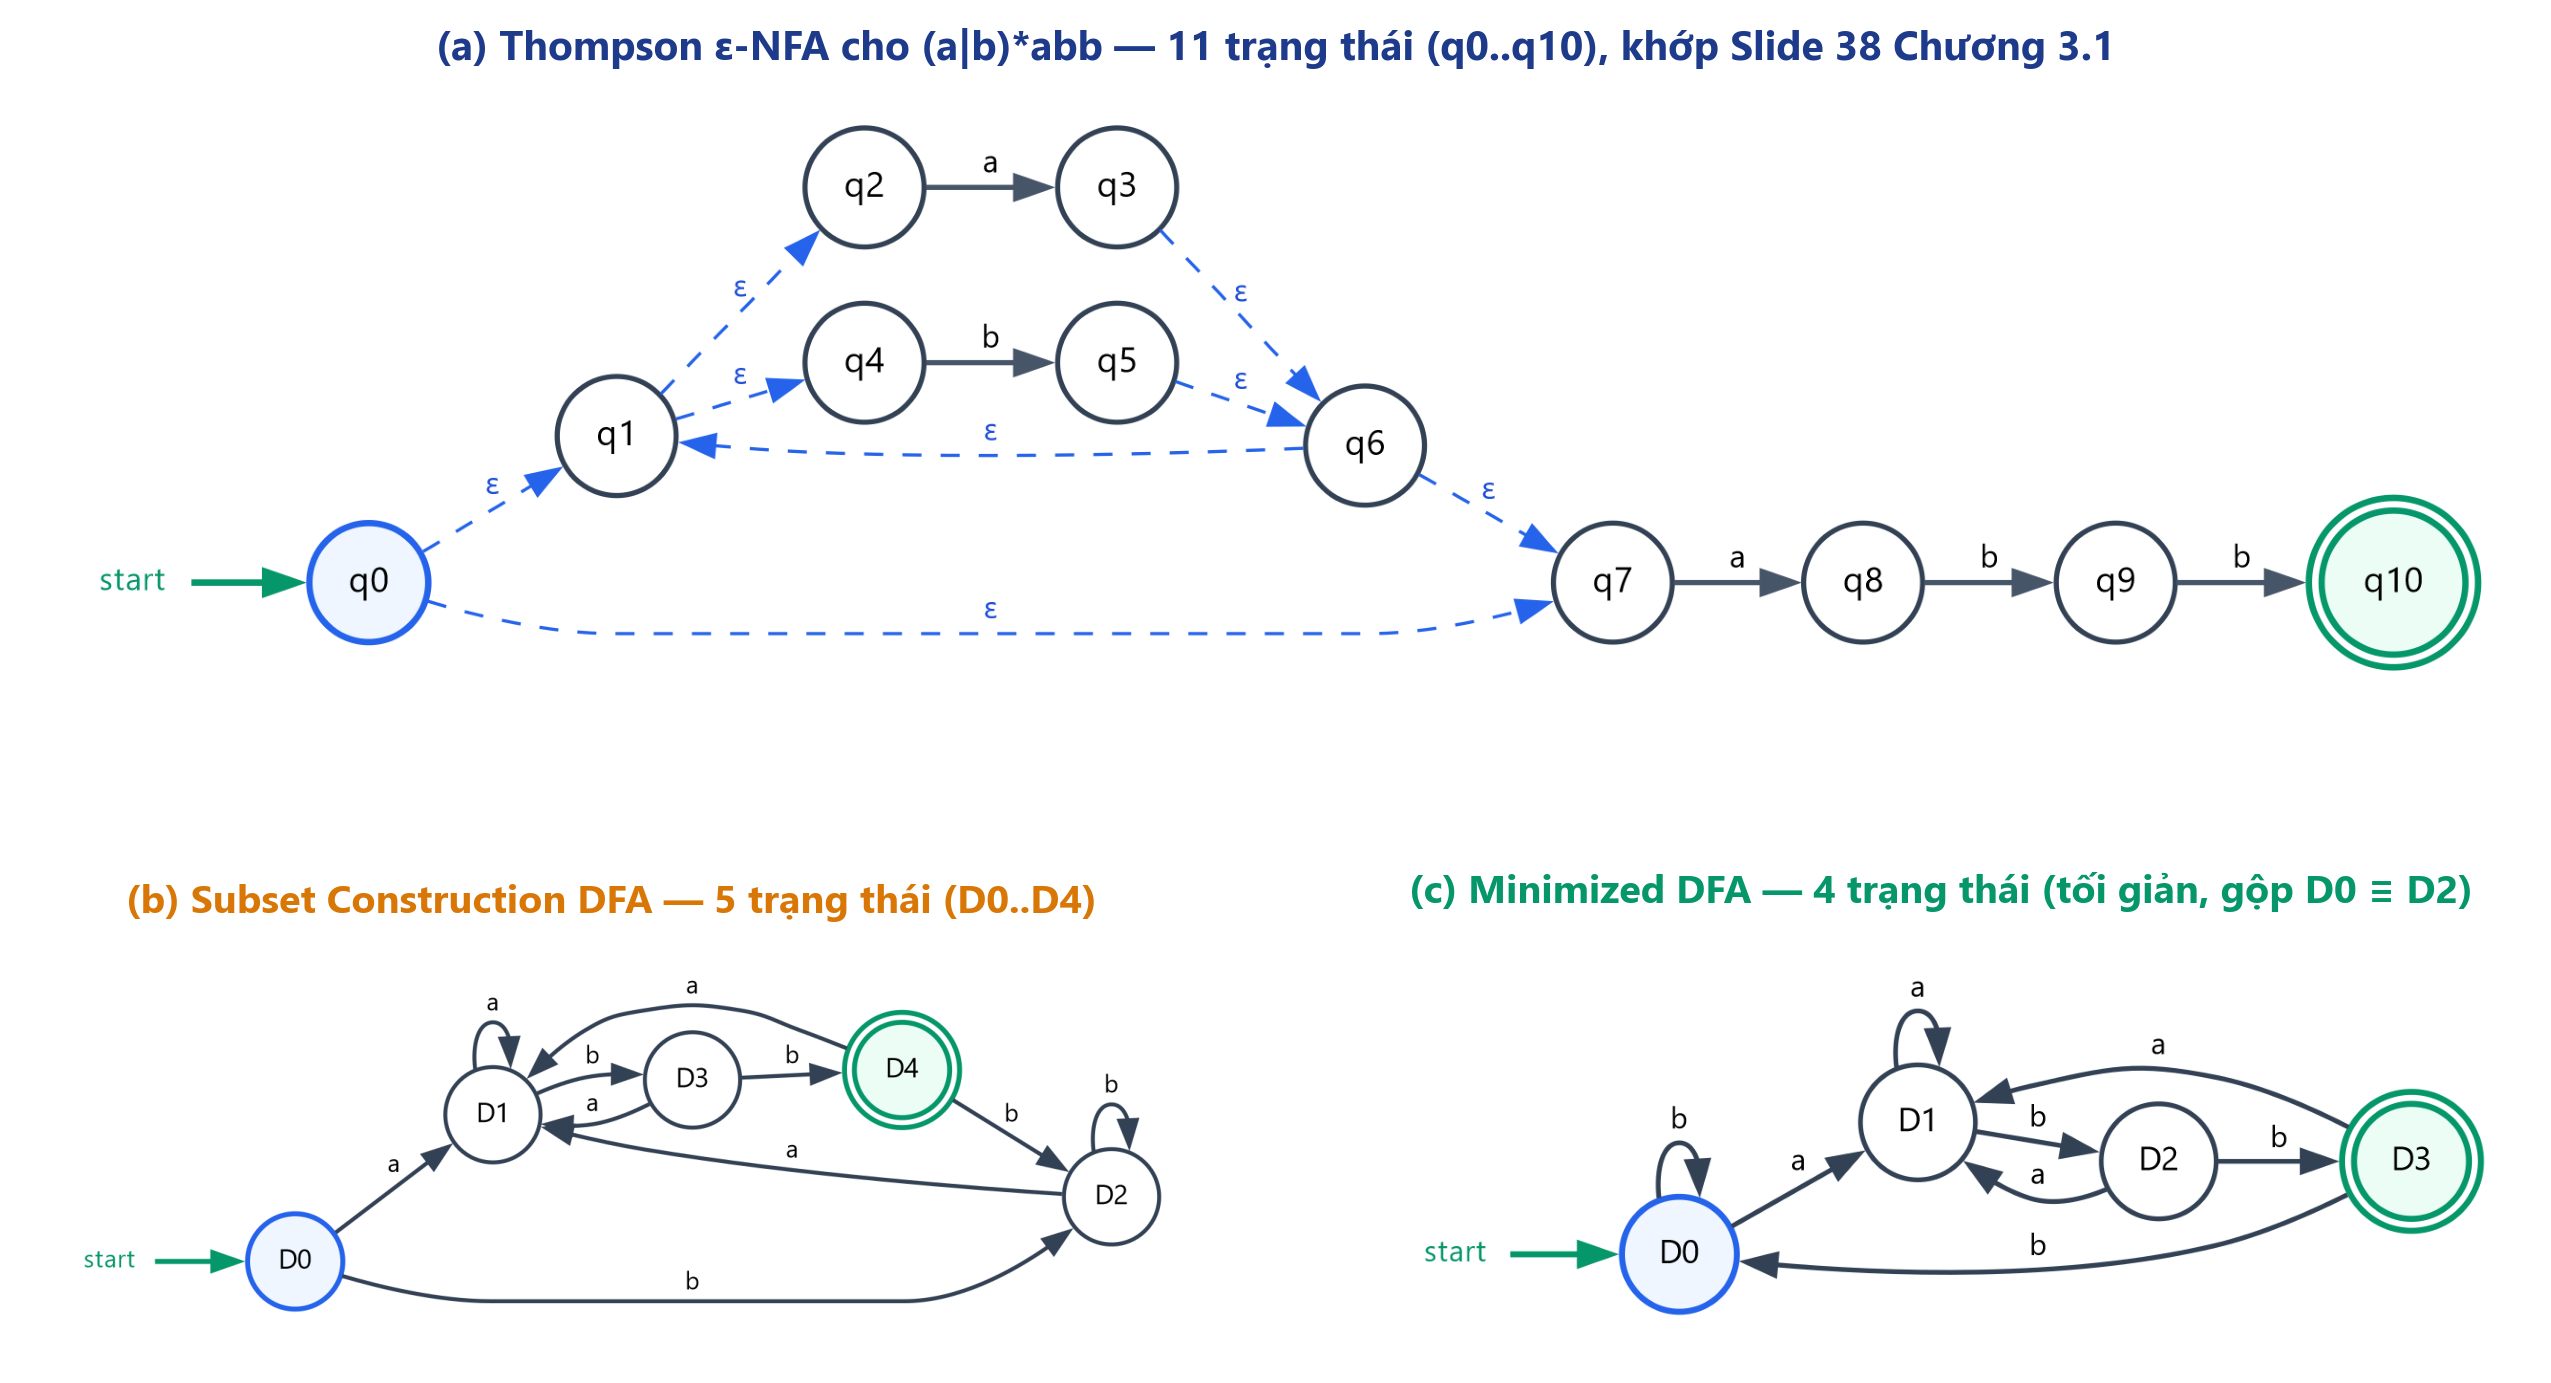 (a) Thompson ε-NFA cho (a|b)*abb — 11 trạng thái (q0..q10), khớp Slide 38 Chương 3.1
q2
a
q3
ε
ε
q4
b
q5
ε
ε
q1
ε
q6
ε
ε
start
q0
ε
q7
a
q8
b
q9
b
q10
(b) Subset Construction DFA — 5 trạng thái (D0..D4)
a
a
b
D3
b
D4
D1
a
b
b
a
a
D2
start
D0
b
(c) Minimized DFA — 4 trạng thái (tối giản, gộp D0 ≡ D2)
a
a
D1
b
b
D2
b
D3
a
a
start
D0
b